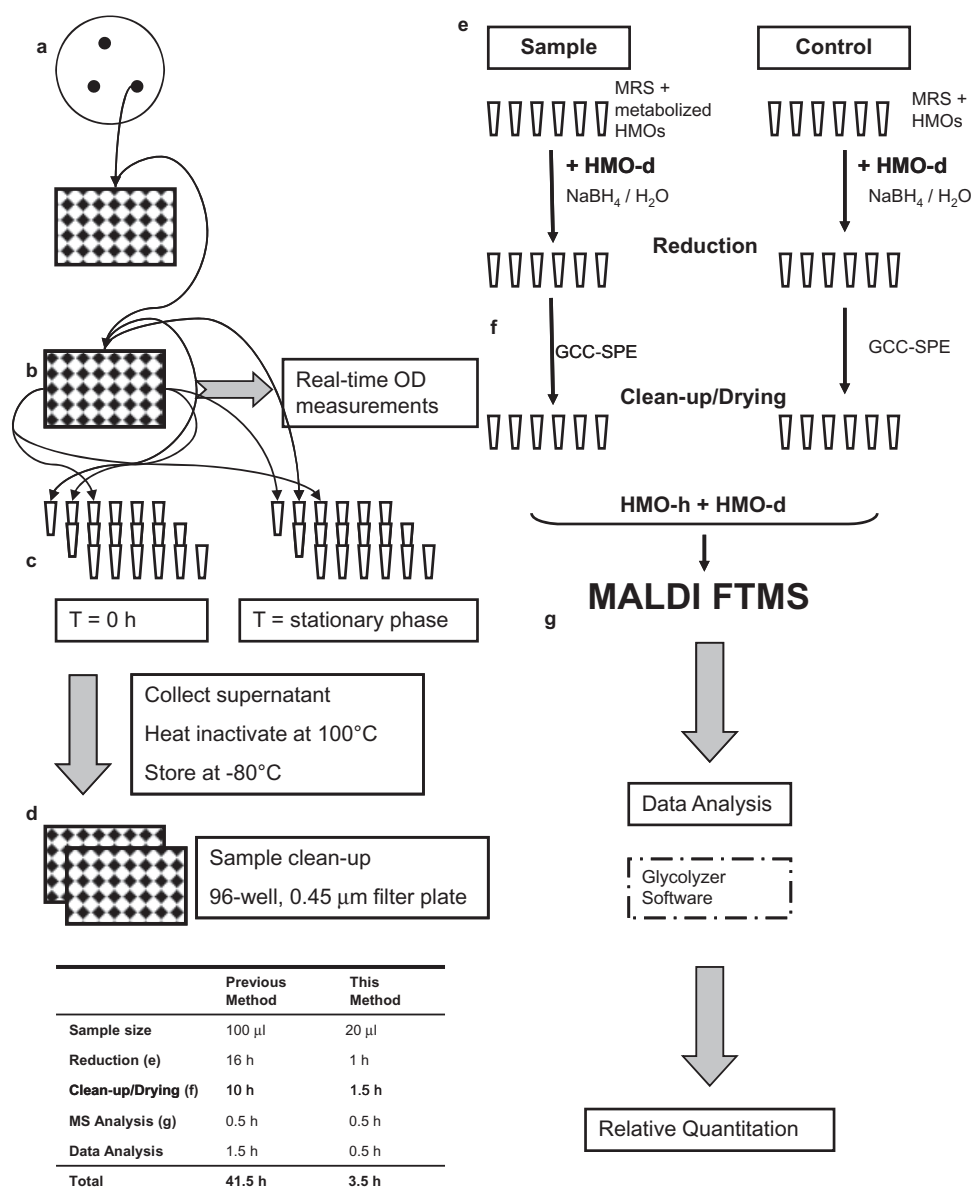 a
b
Real-time OD
measurements
c
T = 0 h
T = stationary phase
Collect supernatant
Heat inactivate at 100°C
Store at -80°C
d
Sample clean-up
96-well, 0.45 μm filter plate
Previous Method This Method
Sample size 100 μl 20 μl
Reduction (e) 16 h 1 h
Clean-up/Drying (f) 10 h 1.5 h
MS Analysis (g) 0.5 h 0.5 h
Data Analysis 1.5 h 0.5 h
Total 41.5 h 3.5 h
e
Sample
Control
MRS +
metabolized
HMOs
MRS +
HMOs
+ HMO-d
NaBH4 / H2O
+ HMO-d
NaBH4 / H2O
Reduction
f
GCC-SPE
GCC-SPE
Clean-up/Drying
HMO-h + HMO-d
MALDI FTMS
g
Data Analysis
Glycolyzer
Software
Relative Quantitation